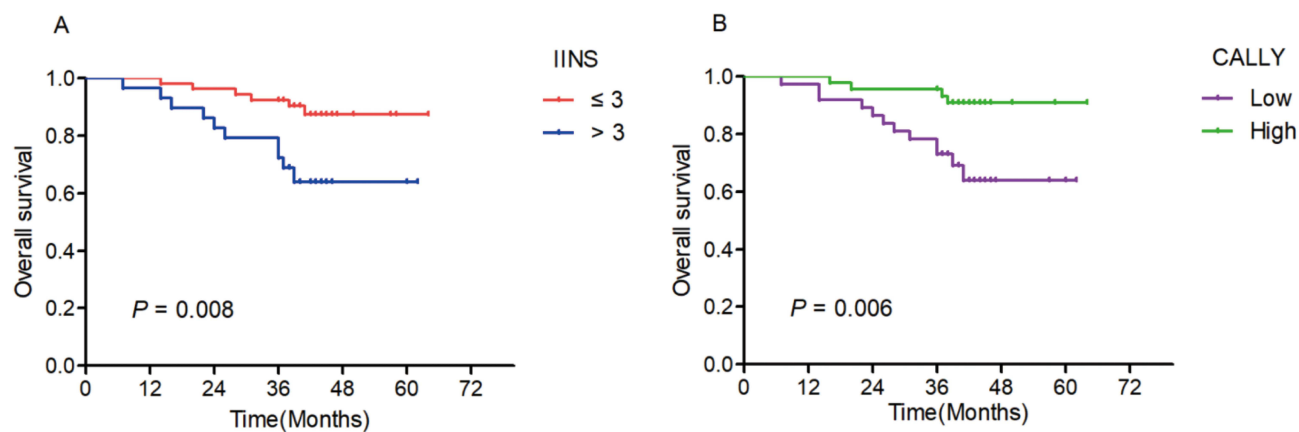 A
IINS
≤ 3
> 3
Overall survival
1.0
0.8
0.6
0.4
0.2
0.0
P = 0.008
0 12 24 36 48 60 72
Time(Months)
B
CALLY
Low
High
Overall survival
1.0
0.8
0.6
0.4
0.2
0.0
P = 0.006
0 12 24 36 48 60 72
Time(Months)